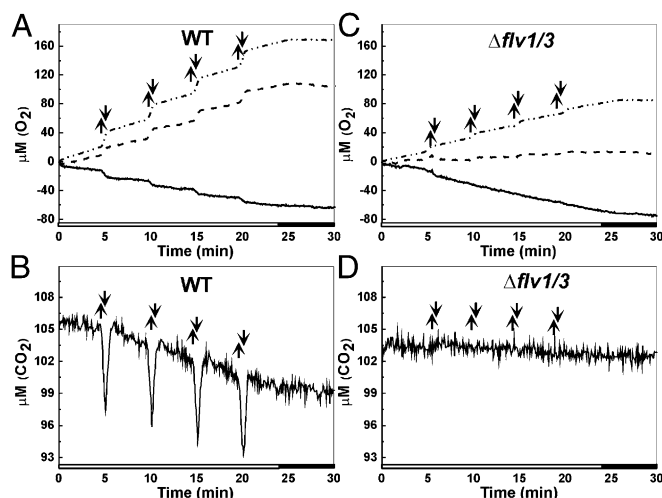 A
WT
μM (O2)
160
120
80
40
0
-40
-80
0 5 10 15 20 25 30
Time (min)
C
Δflv1/3
μM (O2)
160
120
80
40
0
-40
-80
0 5 10 15 20 25 30
Time (min)
B
WT
μM (CO2)
108
105
102
99
96
93
0 5 10 15 20 25 30
Time (min)
D
Δflv1/3
μM (CO2)
108
105
102
99
96
93
0 5 10 15 20 25 30
Time (min)